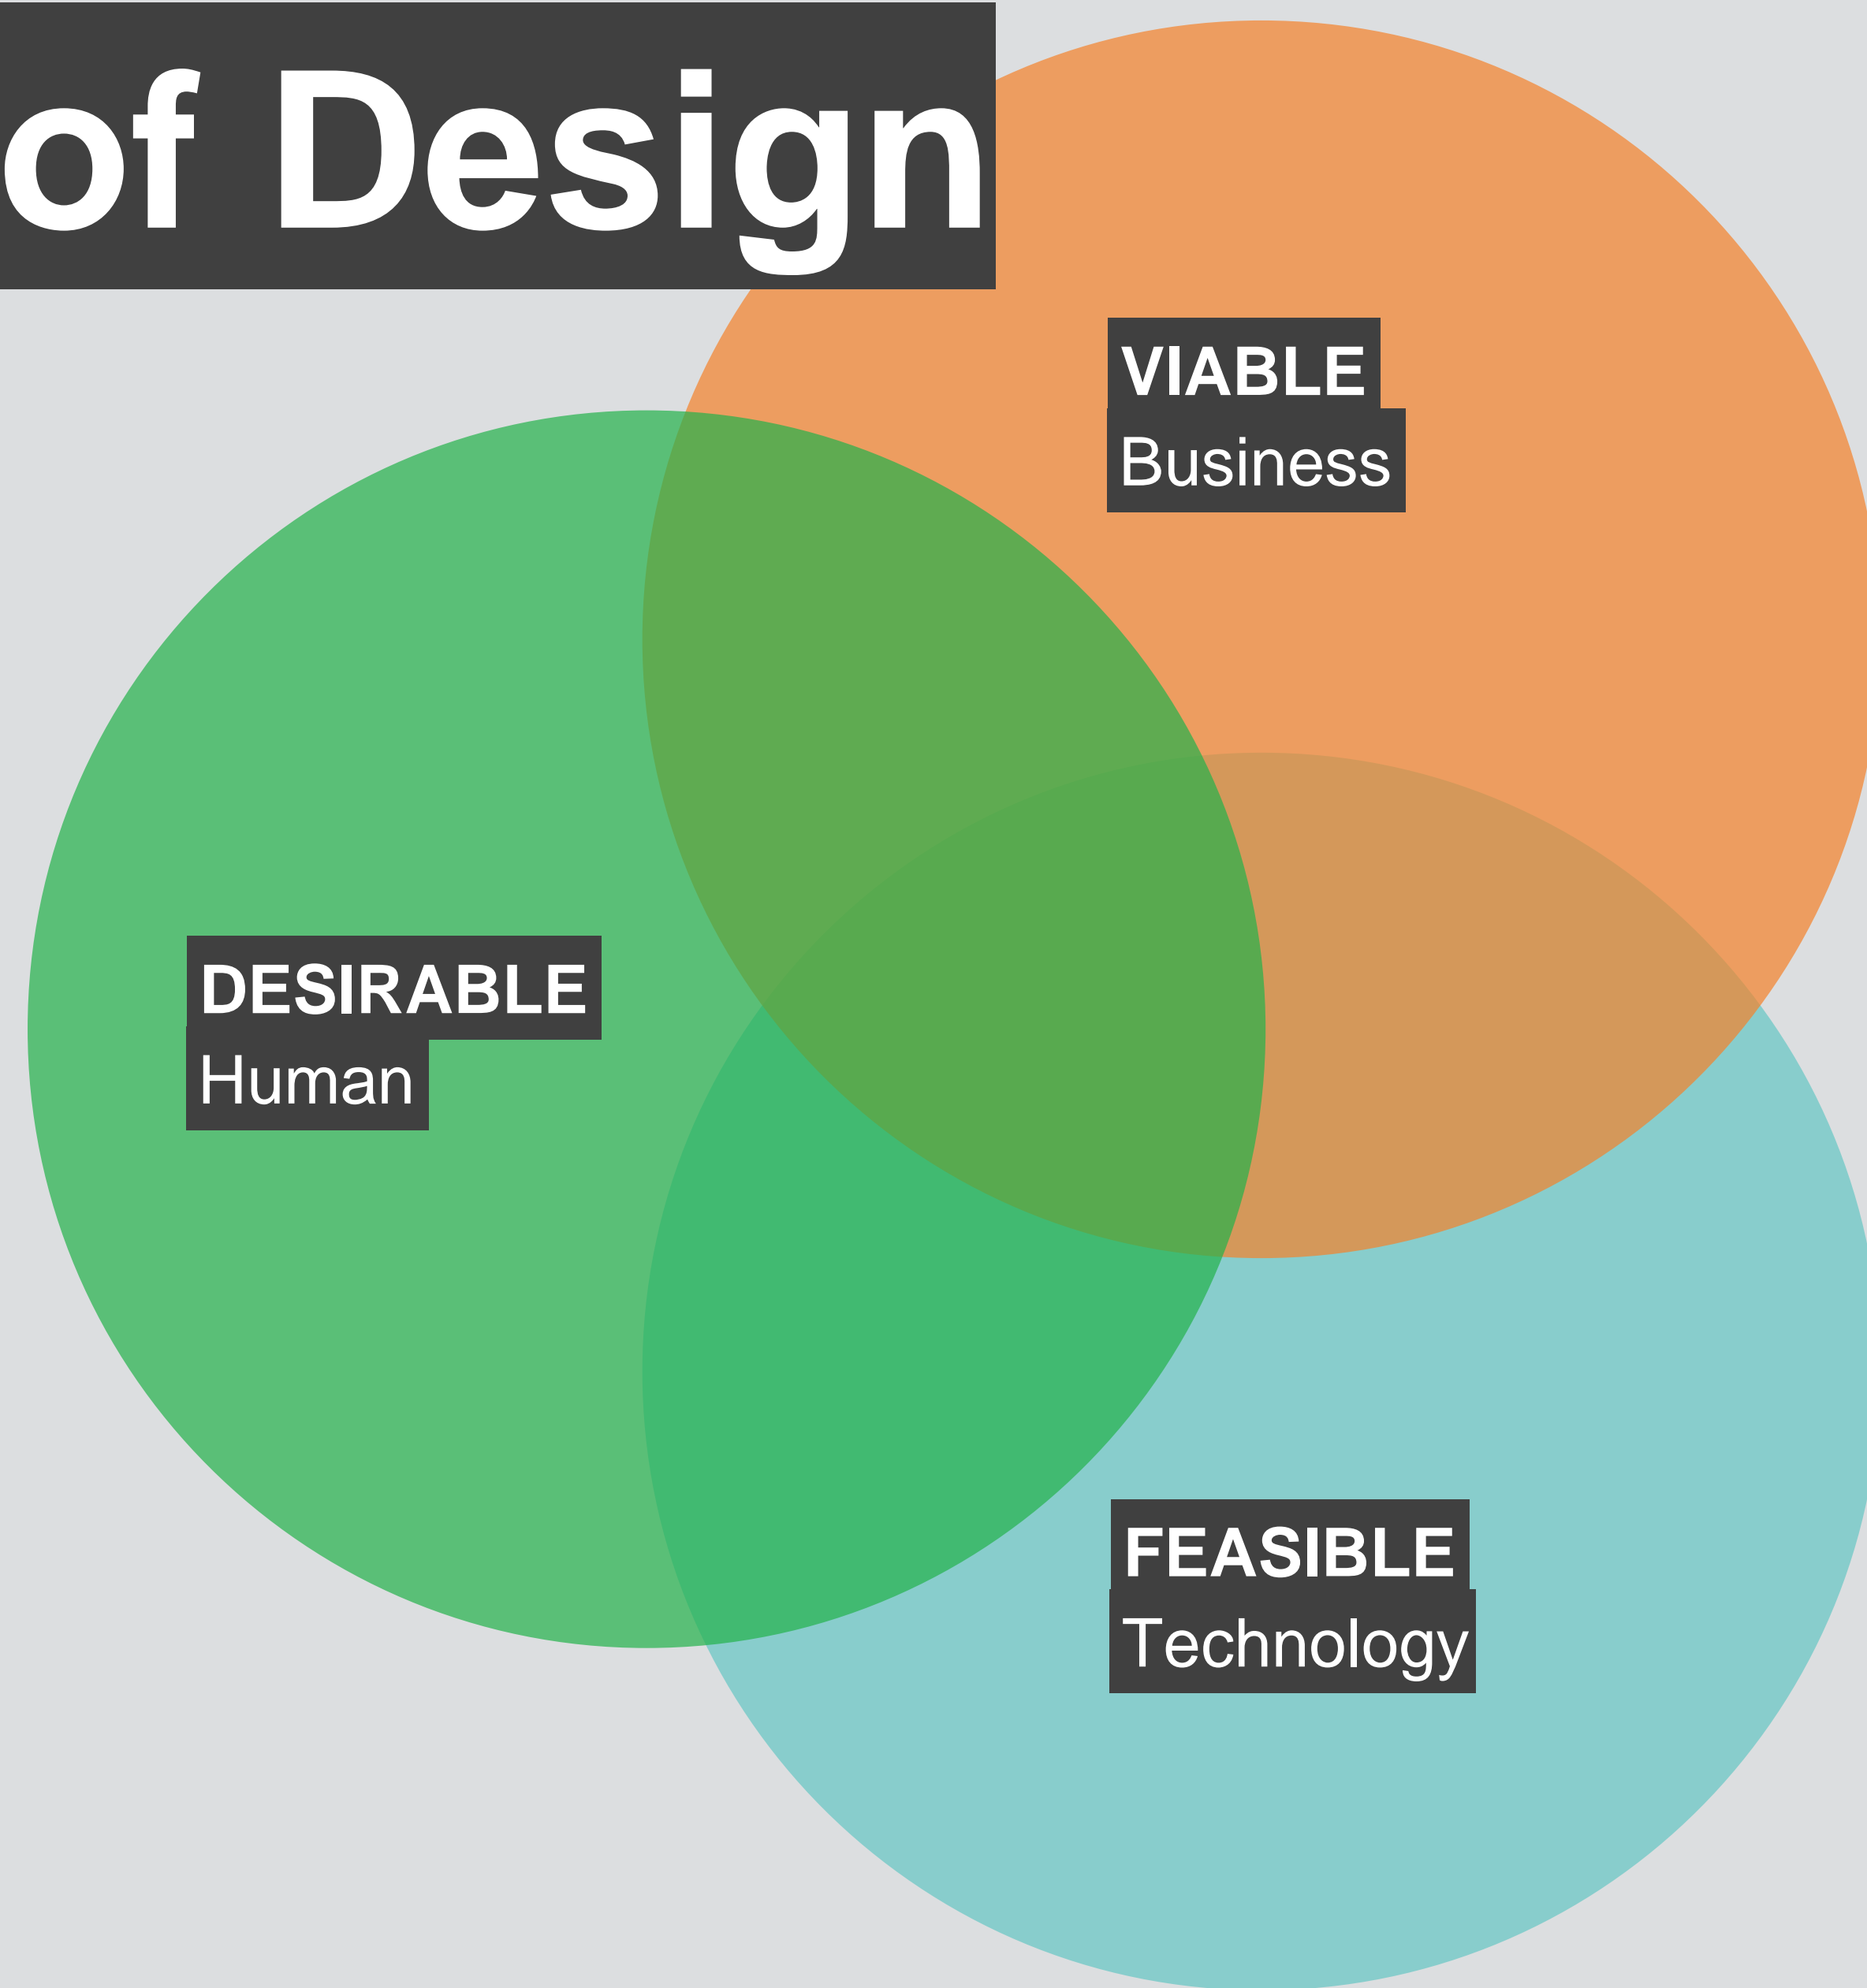 of Design
VIABLE
Business
DESIRABLE
Human
FEASIBLE
Technology